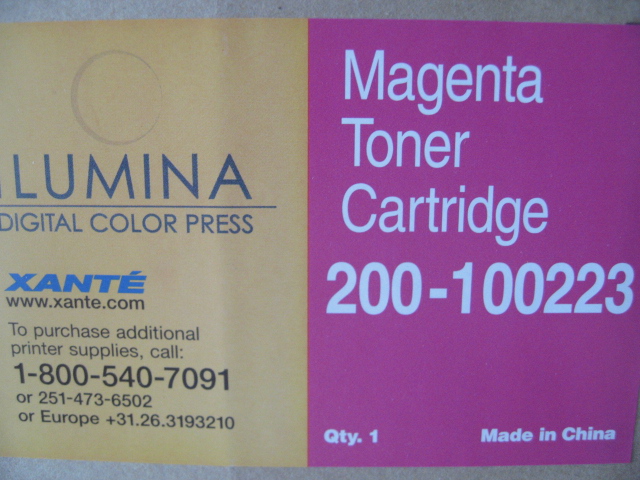 ILUMINA
DIGITAL COLOR PRESS
XANTÉ
www.xante.com
To purchase additional
printer supplies, call:
1-800-540-7091
or 251-473-6502
or Europe +31.26.3193210
Magenta
Toner
Cartridge
200-100223
Qty. 1
Made in China